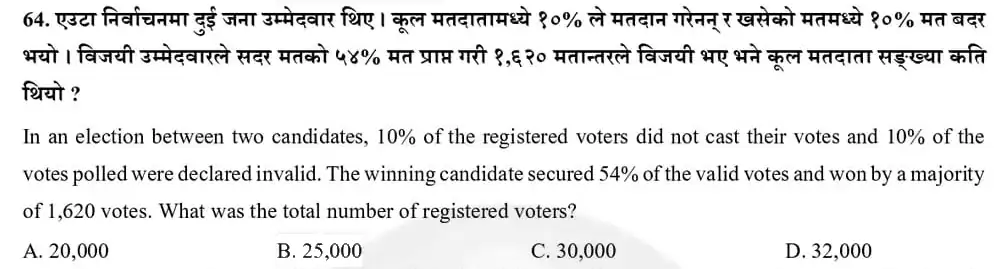 64. एउटा निर्वाचनमा दुई जना उम्मेदवार थिए । कूल मतदातामध्ये १०% ले मतदान गरेनन् र खसेको मतमध्ये १०% मत बदर
भयो । विजयी उम्मेदवारले सदर मतको ५४% मत प्राप्त गरी १,६२० मतान्तरले विजयी भए भने कूल मतदाता सङ्ख्या कति
थियो ?
In an election between two candidates, 10% of the registered voters did not cast their votes and 10% of the
votes polled were declared invalid. The winning candidate secured 54% of the valid votes and won by a majority
of 1,620 votes. What was the total number of registered voters?
A. 20,000 B. 25,000 C. 30,000 D. 32,000